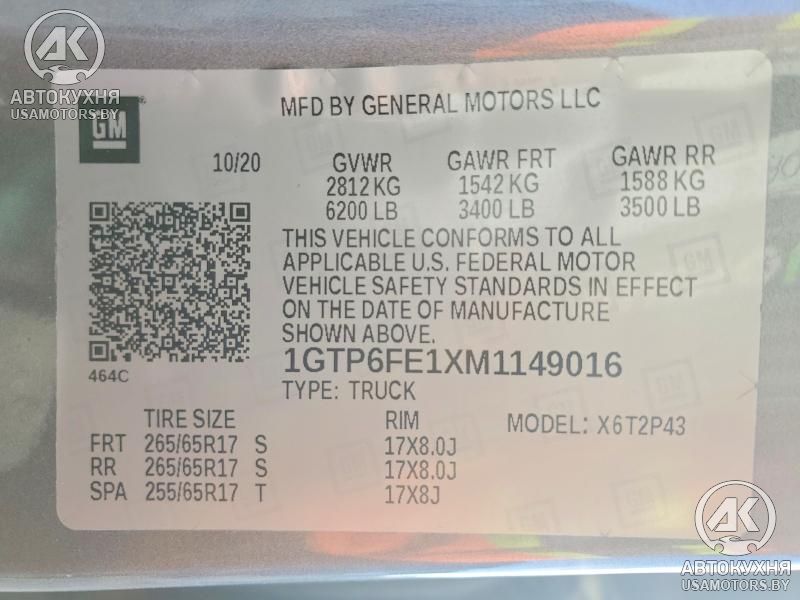 AK
АВТОКУХНЯ
USAMOTORS.BY
GM
MFD BY GENERAL MOTORS LLC
10/20 GVWR GAWR FRT GAWR RR
2812 KG 1542 KG 1588 KG
6200 LB 3400 LB 3500 LB
THIS VEHICLE CONFORMS TO ALL
APPLICABLE U.S. FEDERAL MOTOR
VEHICLE SAFETY STANDARDS IN EFFECT
ON THE DATE OF MANUFACTURE
SHOWN ABOVE.
464C
1GTP6FE1XM1149016
TYPE: TRUCK
TIRE SIZE RIM MODEL: X6T2P43
FRT 265/65R17 S 17X8.0J
RR 265/65R17 S 17X8.0J
SPA 255/65R17 T 17X8J
AK
АВТОКУХНЯ
USAMOTORS.BY